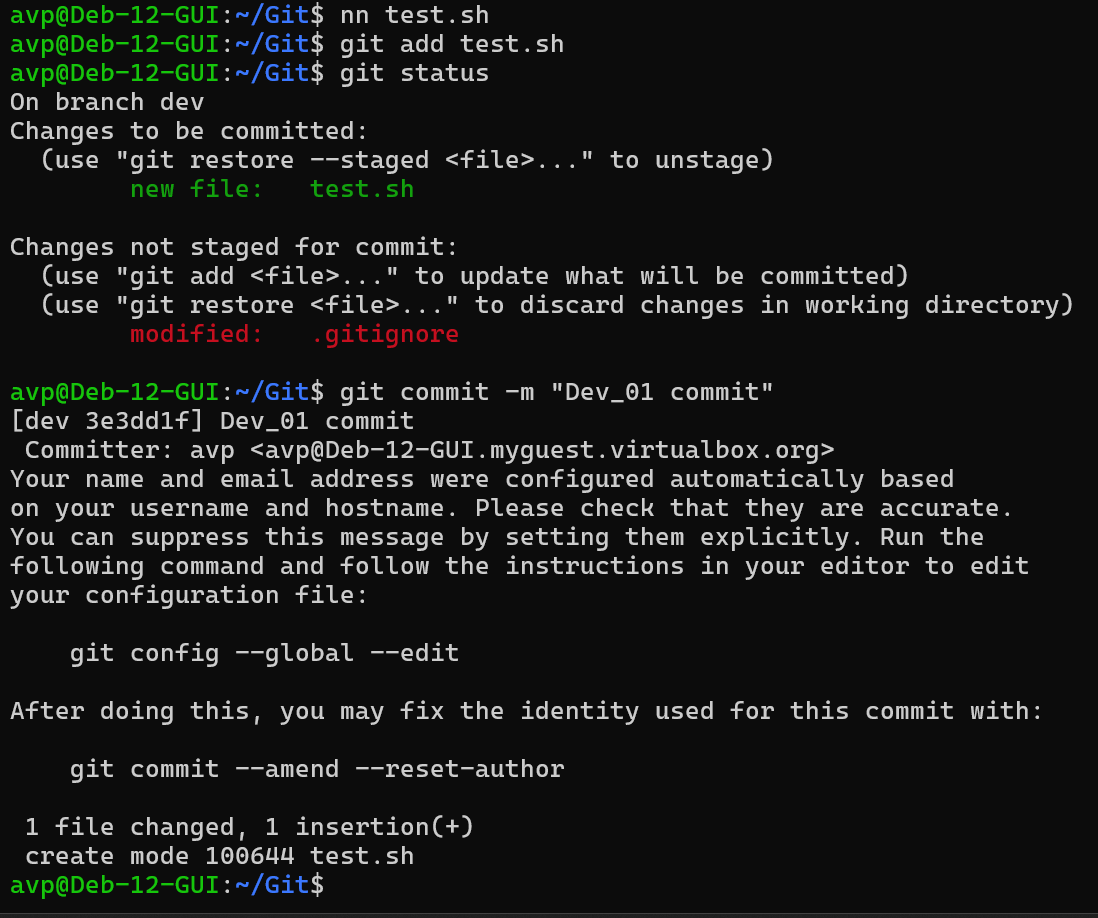 avp@Deb-12-GUI:~/Git$ nn test.sh
avp@Deb-12-GUI:~/Git$ git add test.sh
avp@Deb-12-GUI:~/Git$ git status
On branch dev
Changes to be committed:
  (use "git restore --staged <file>..." to unstage)
        new file:   test.sh

Changes not staged for commit:
  (use "git add <file>..." to update what will be committed)
  (use "git restore <file>..." to discard changes in working directory)
        modified:   .gitignore

avp@Deb-12-GUI:~/Git$ git commit -m "Dev_01 commit"
[dev 3e3dd1f] Dev_01 commit
 Committer: avp <avp@Deb-12-GUI.myguest.virtualbox.org>
Your name and email address were configured automatically based
on your username and hostname. Please check that they are accurate.
You can suppress this message by setting them explicitly. Run the
following command and follow the instructions in your editor to edit
your configuration file:

    git config --global --edit

After doing this, you may fix the identity used for this commit with:

    git commit --amend --reset-author

 1 file changed, 1 insertion(+)
 create mode 100644 test.sh
avp@Deb-12-GUI:~/Git$